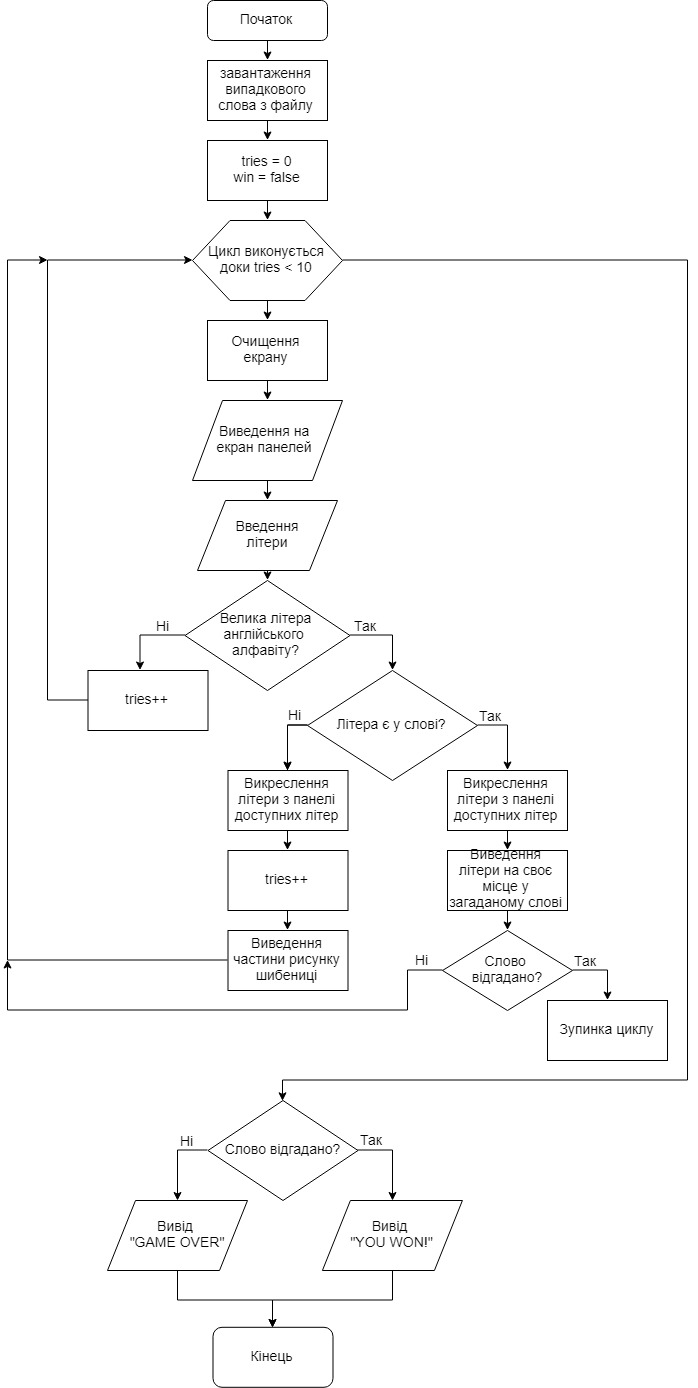 Початок
завантаження
випадкового
слова з файлу
tries = 0
win = false
Цикл виконується
доки tries < 10
Очищення
екрану
Виведення на
екран панелей
Введення
літери
Велика літера
англійського
алфавіту?
Ні
Так
tries++
Літера є у слові?
Ні
Так
Викреслення
літери з панелі
доступних літер
Викреслення
літери з панелі
доступних літер
tries++
Виведення
літери на своє
місце у
загаданому слові
Виведення
частини рисунку
шибениці
Слово
відгадано?
Ні
Так
Зупинка циклу
Слово відгадано?
Ні
Так
Вивід
"GAME OVER"
Вивід
"YOU WON!"
Кінець